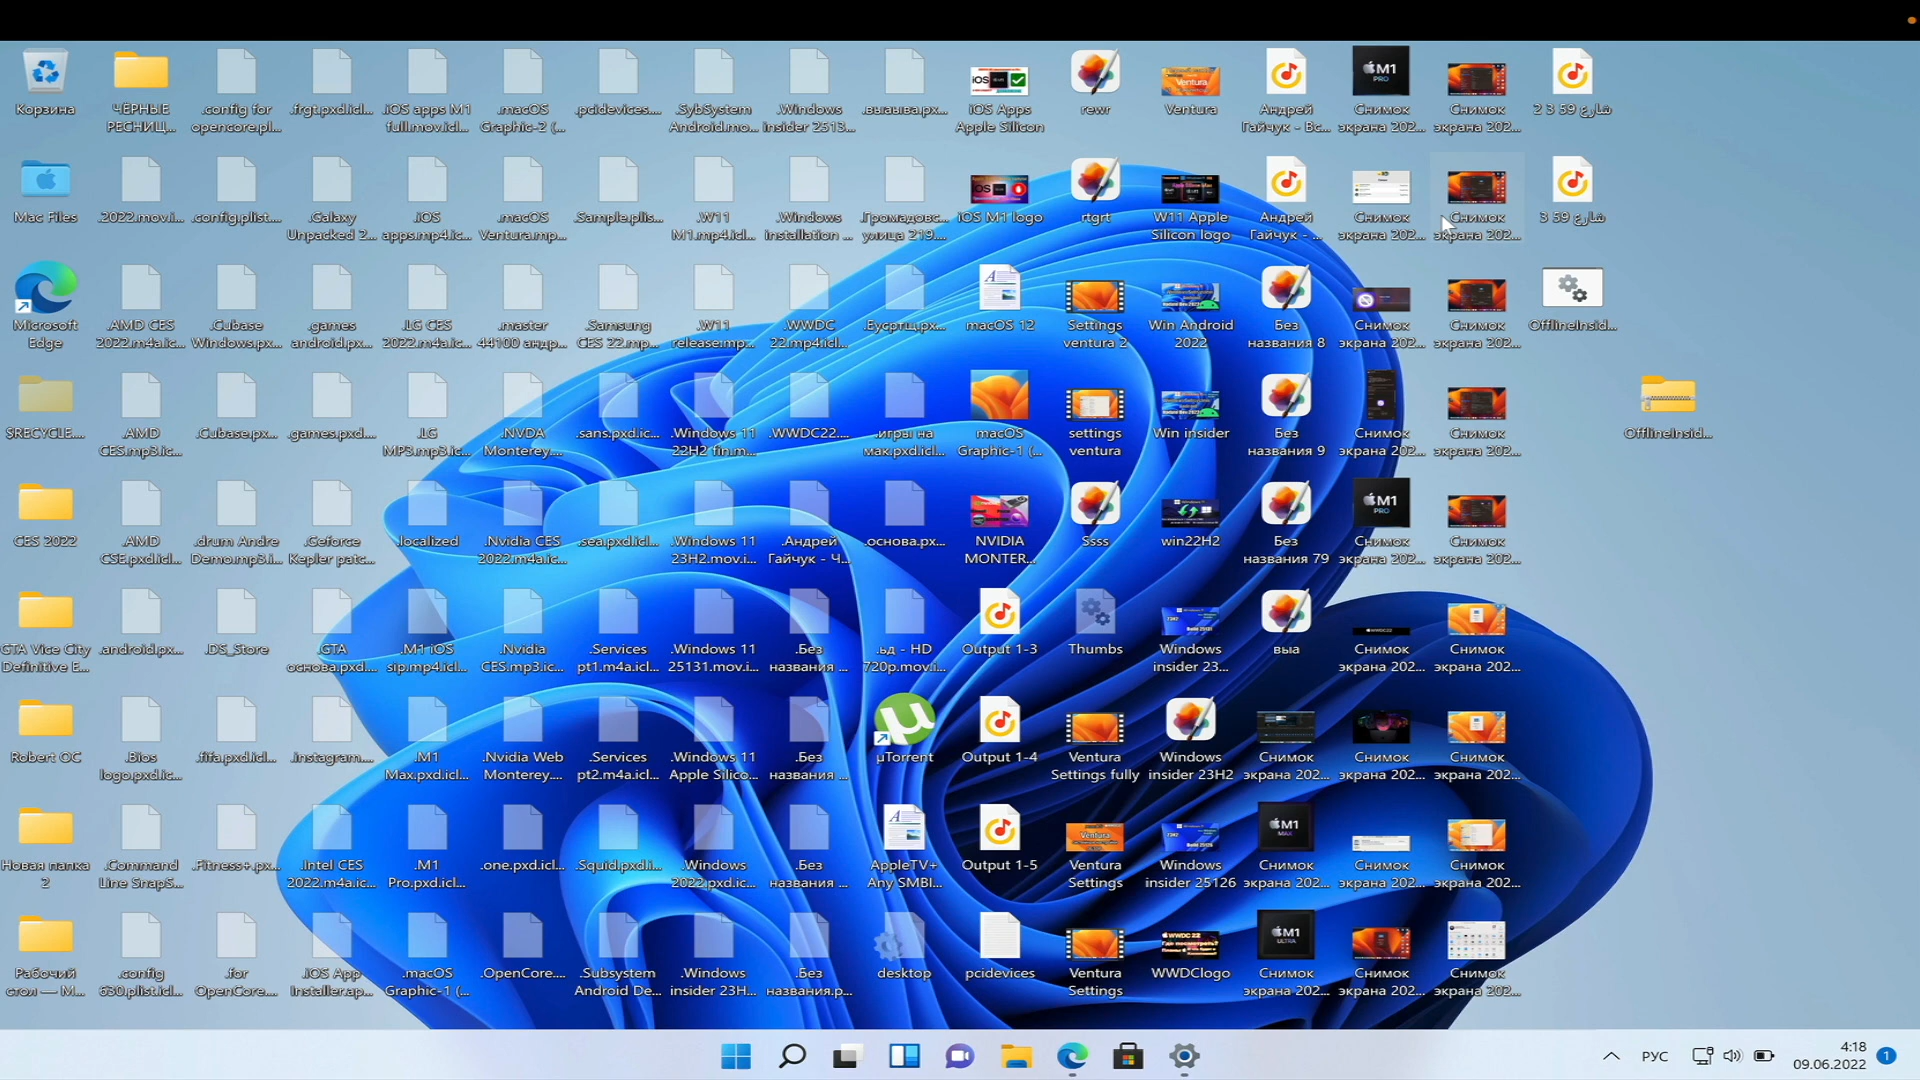 Корзина
ЧЁРНЫЕ
РЕСНИЦ...
.config for
opencore.pl...
.frgt.pxd.icl...
.iOS apps M1
full.mov.icl...
.macOS
Graphic-2 (...
.pcidevices....
.SybSystem
Android.mo...
.Windows
insider 2513...
.выаыва.px...
iOS Apps
Apple Silicon
rewr
Ventura
Андрей
Гайчук - Вс...
Снимок
экрана 202...
Снимок
экрана 202...
شارع 59 3 2
Mac Files
.2022.mov.i...
.config.plist....
.Galaxy
Unpacked 2...
.iOS
apps.mp4.ic...
.macOS
Ventura.mp...
.Sample.plis...
.W11
M1.mp4.icl...
.Windows
installation ...
.Громадовс...
улица 219....
iOS M1 logo
rtgrt
W11 Apple
Silicon logo
Андрей
Гайчук - ...
Снимок
экрана 202...
Снимок
экрана 202...
شارع 59 3
Microsoft
Edge
.AMD CES
2022.m4a.ic...
.Cubase
Windows.px...
.games
android.px...
.LG CES
2022.m4a.ic...
.master
44100 андр...
.Samsung
CES 22.mp...
.W11
release.mp...
.WWDC
22.mp4.icl...
.Еусртщ.px...
macOS 12
Settings
ventura 2
Win Android
2022
Без
названия 8
Снимок
экрана 202...
Снимок
экрана 202...
OfflineInsid...
$RECYCLE....
.AMD
CES.mp3.ic...
.Cubase.px...
.games.pxd....
.LG
MP3.mp3.ic...
.NVDA
Monterey....
.sans.pxd.ic...
.Windows 11
22H2 fin.m...
.WWDC22....
.игры на
мак.pxd.icl...
macOS
Graphic-1 (...
settings
ventura
Win insider
Без
названия 9
Снимок
экрана 202...
Снимок
экрана 202...
OfflineInsid...
CES 2022
.AMD
CSE.pxd.icl...
.drum Andre
Demo.mp3.i...
.Geforce
Kepler patc...
.localized
.Nvidia CES
2022.m4a.ic...
.sea.pxd.icl...
.Windows 11
23H2.mov.i...
.Андрей
Гайчук - Ч...
.основа.px...
NVIDIA
MONTER...
Ssss
win22H2
Без
названия 79
Снимок
экрана 202...
Снимок
экрана 202...
GTA Vice City
Definitive E...
.android.px...
.DS_Store
.GTA
основа.pxd....
.M1 iOS
sip.mp4.icl...
.Nvidia
CES.mp3.ic...
.Services
pt1.m4a.icl...
.Windows 11
25131.mov.i...
.Без
названия ...
.ьд - HD
720p.mov.i...
Output 1-3
Thumbs
Windows
insider 23...
выа
Снимок
экрана 202...
Снимок
экрана 202...
Robert OC
.Bios
logo.pxd.ic...
.fifa.pxd.icl...
.instagram....
.M1
Max.pxd.icl...
.Nvidia Web
Monterey....
.Services
pt2.m4a.icl...
.Windows 11
Apple Silico...
.Без
названия ...
µTorrent
Output 1-4
Ventura
Settings fully
Windows
insider 23H2
Снимок
экрана 202...
Снимок
экрана 202...
Снимок
экрана 202...
Новая папка
2
.Command
Line SnapS...
.Fitness+.px...
.Intel CES
2022.m4a.ic...
.M1
Pro.pxd.icl...
.one.pxd.icl...
.Squid.pxd.i...
.Windows
2022.pxd.ic...
.Без
названия ...
AppleTV+
Any SMBI...
Output 1-5
Ventura
Settings
Windows
insider 25126
Снимок
экрана 202...
Снимок
экрана 202...
Снимок
экрана 202...
Рабочий
стол — M...
.config
630.plist.icl...
.for
OpenCore....
.iOS App
Installer.ap...
.macOS
Graphic-1 (...
.OpenCore....
.Subsystem
Android De...
.Windows
insider 23H...
.Без
названия.p...
desktop
pcidevices
Ventura
Settings
WWDClogo
Снимок
экрана 202...
Снимок
экрана 202...
Снимок
экрана 202...
РУС
4:18
09.06.2022
1